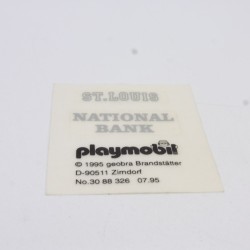 ST.LOUIS
NATIONAL
BANK
playmobil
© 1995 geobra Brandstätter
D-90511 Zirndorf
No.30 88 326 07.95